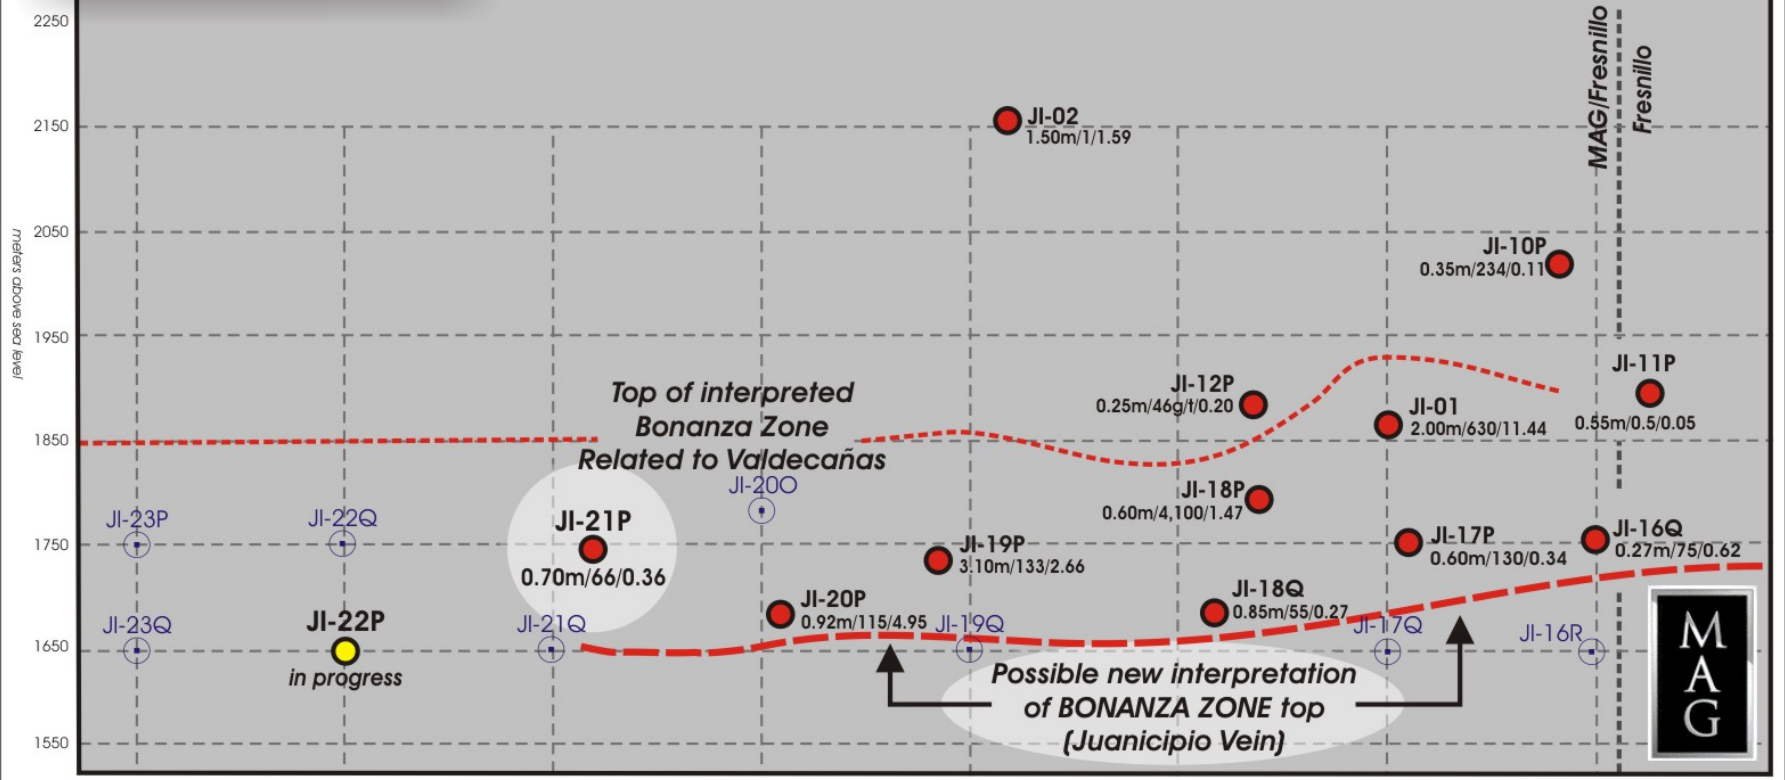 2250
2150
2050
1950
1850
1750
1650
1550
meters above sea level
MAG/Fresnillo
Fresnillo
JI-02
1.50m/1/1.59
JI-10P
0.35m/234/0.11
JI-11P
0.55m/0.5/0.05
JI-12P
0.25m/46g/t/0.20
JI-01
2.00m/630/11.44
Top of interpreted
Bonanza Zone
Related to Valdecañas
JI-20O
JI-18P
0.60m/4,100/1.47
JI-23P
JI-22Q
JI-21P
0.70m/66/0.36
JI-19P
3.10m/133/2.66
JI-17P
0.60m/130/0.34
JI-16Q
0.27m/75/0.62
JI-20P
0.92m/115/4.95
JI-18Q
0.85m/55/0.27
JI-23Q
JI-22P
in progress
JI-21Q
JI-19Q
JI-17Q
JI-16R
Possible new interpretation
of BONANZA ZONE top
(Juanicipio Vein)
M
A
G